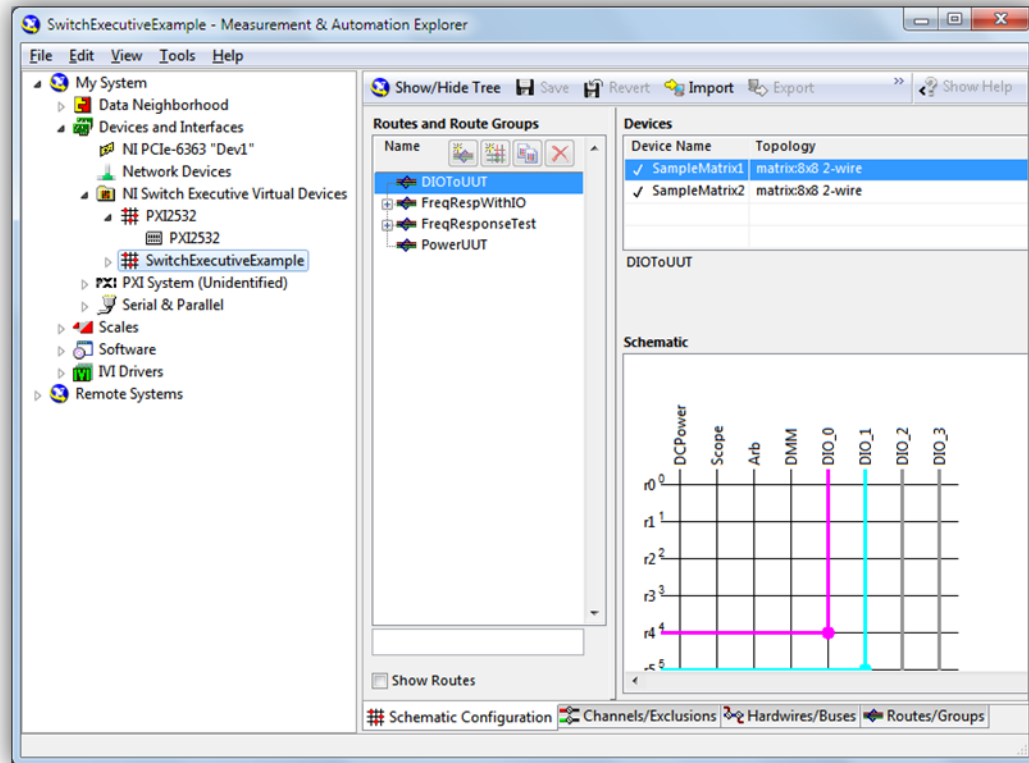 SwitchExecutiveExample - Measurement & Automation Explorer
File Edit View Tools Help
My System
Data Neighborhood
Devices and Interfaces
NI PCIe-6363 "Dev1"
Network Devices
NI Switch Executive Virtual Devices
PXI2532
PXI2532
SwitchExecutiveExample
PXI PXI System (Unidentified)
Serial & Parallel
Scales
Software
IVI Drivers
Remote Systems
Show/Hide Tree Save Revert Import Export » Show Help
Routes and Route Groups
Name
DIOToUUT
FreqRespWithIO
FreqResponseTest
PowerUUT
Show Routes
Devices
Device Name Topology
✓ SampleMatrix1 matrix:8x8 2-wire
✓ SampleMatrix2 matrix:8x8 2-wire
DIOToUUT
Schematic
DCPower Scope Arb DMM DIO_0 DIO_1 DIO_2 DIO_3
r0 0
r1 1
r2 2
r3 3
r4 4
r5 5
Schematic Configuration Channels/Exclusions Hardwires/Buses Routes/Groups